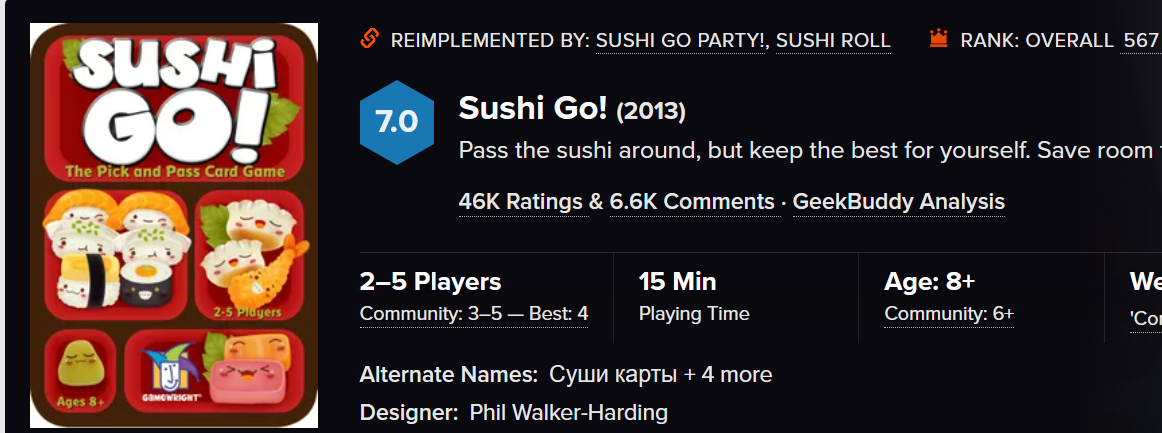 SUSHi
GO!
The Pick and Pass Card Game
2-5 Players
Ages 8+
GAMEWRIGHT
REIMPLEMENTED BY: SUSHI GO PARTY!, SUSHI ROLL
RANK: OVERALL 567
7.0
Sushi Go! (2013)
Pass the sushi around, but keep the best for yourself. Save room
46K Ratings & 6.6K Comments · GeekBuddy Analysis
2–5 Players
Community: 3–5 — Best: 4
15 Min
Playing Time
Age: 8+
Community: 6+
We
'Co
Alternate Names: Суши карты + 4 more
Designer: Phil Walker-Harding